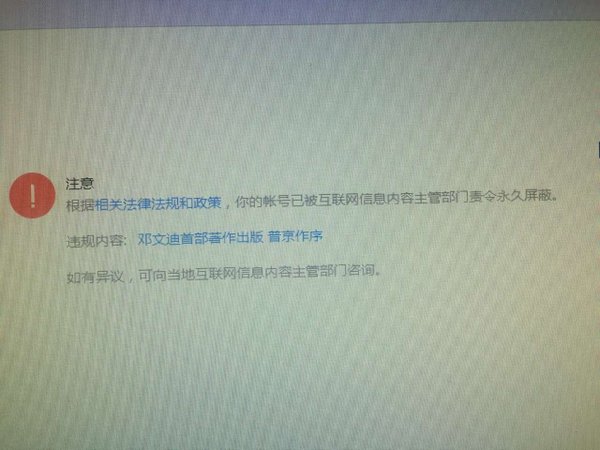 注意
根据相关法律法规和政策，你的帐号已被互联网信息内容主管部门责令永久屏蔽。
违规内容: 邓文迪首部著作出版 普京作序
如有异议，可向当地互联网信息内容主管部门咨询。